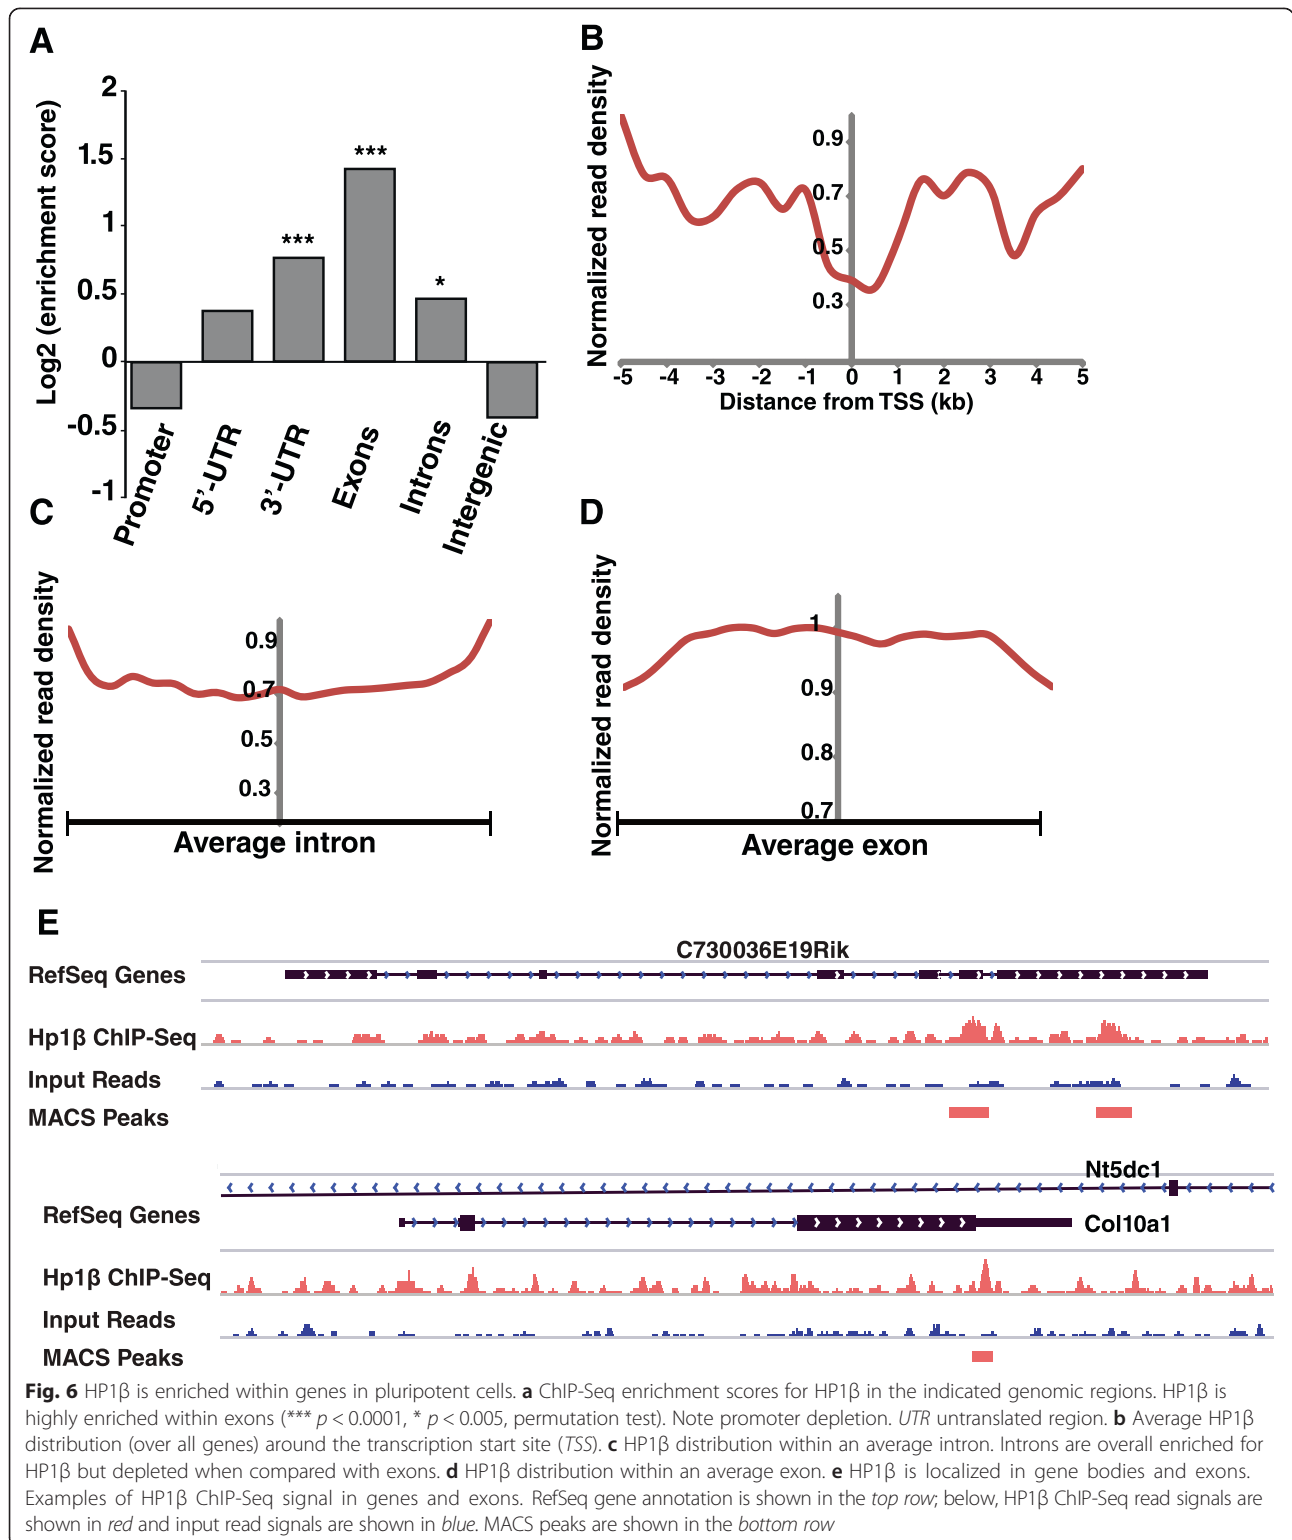 A
Log2 (enrichment score)
2
1.5
1
0.5
0
-0.5
-1
***
***
*
Promoter
5'-UTR
3'-UTR
Exons
Introns
Intergenic
B
Normalized read density
0.9
0.7
0.5
0.3
-5 -4 -3 -2 -1 0 1 2 3 4 5
Distance from TSS (kb)
C
Normalized read density
0.9
0.7
0.5
0.3
Average intron
D
Normalized read density
1
0.9
0.8
0.7
Average exon
E
C730036E19Rik
RefSeq Genes
Hp1β ChIP-Seq
Input Reads
MACS Peaks
Nt5dc1
RefSeq Genes
Col10a1
Hp1β ChIP-Seq
Input Reads
MACS Peaks
Fig. 6 HP1β is enriched within genes in pluripotent cells. a ChIP-Seq enrichment scores for HP1β in the indicated genomic regions. HP1β is
highly enriched within exons (*** p < 0.0001, * p < 0.005, permutation test). Note promoter depletion. UTR untranslated region. b Average HP1β
distribution (over all genes) around the transcription start site (TSS). c HP1β distribution within an average intron. Introns are overall enriched for
HP1β but depleted when compared with exons. d HP1β distribution within an average exon. e HP1β is localized in gene bodies and exons.
Examples of HP1β ChIP-Seq signal in genes and exons. RefSeq gene annotation is shown in the top row; below, HP1β ChIP-Seq read signals are
shown in red and input read signals are shown in blue. MACS peaks are shown in the bottom row